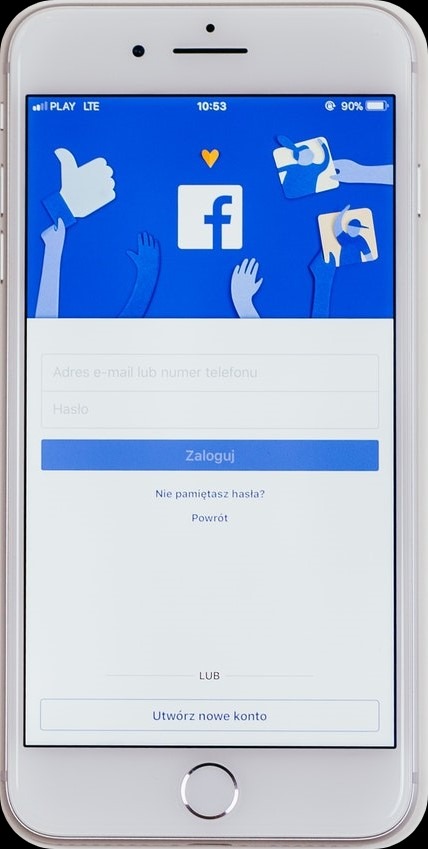 PLAY LTE 10:53 90%
f
Adres e-mail lub numer telefonu
Hasło
Zaloguj
Nie pamiętasz hasła?
Powrót
LUB
Utwórz nowe konto